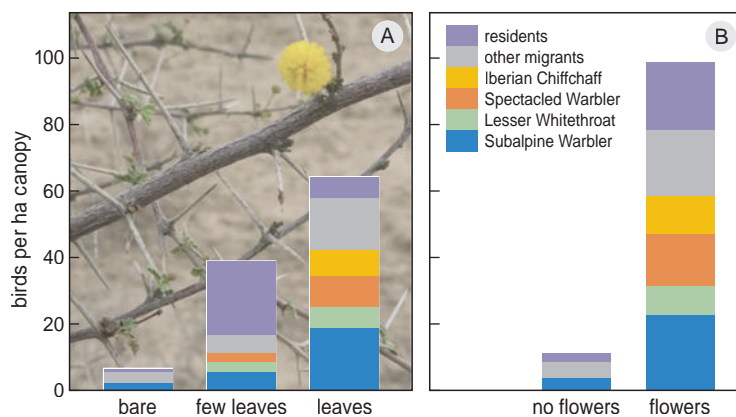 A
B
birds per ha canopy
100
80
60
40
20
0
bare
few leaves
leaves
residents
other migrants
Iberian Chiffchaff
Spectacled Warbler
Lesser Whitethroat
Subalpine Warbler
no flowers
flowers